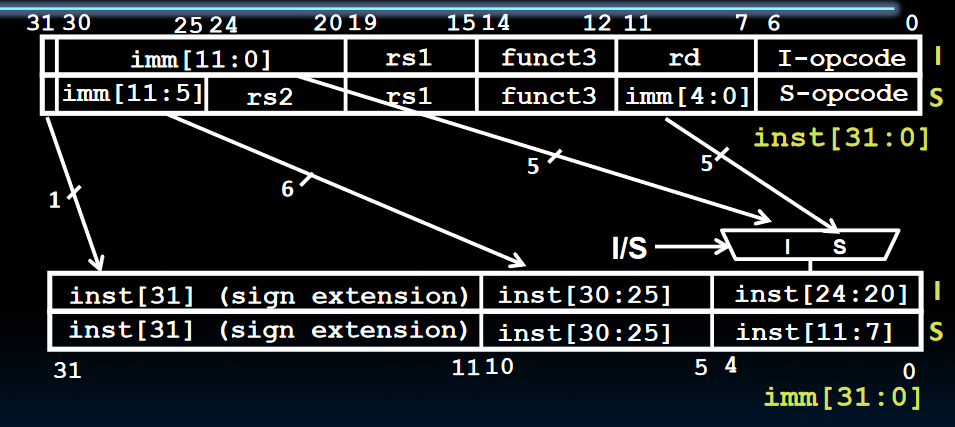 31 30 25 24 20 19 15 14 12 11 7 6 0
imm[11:0] rs1 funct3 rd I-opcode I
imm[11:5] rs2 rs1 funct3 imm[4:0] S-opcode S
inst[31:0]
1 6 5 5
I/S I S
inst[31] (sign extension) inst[30:25] inst[24:20] I
inst[31] (sign extension) inst[30:25] inst[11:7] S
31 11 10 5 4 0
imm[31:0]